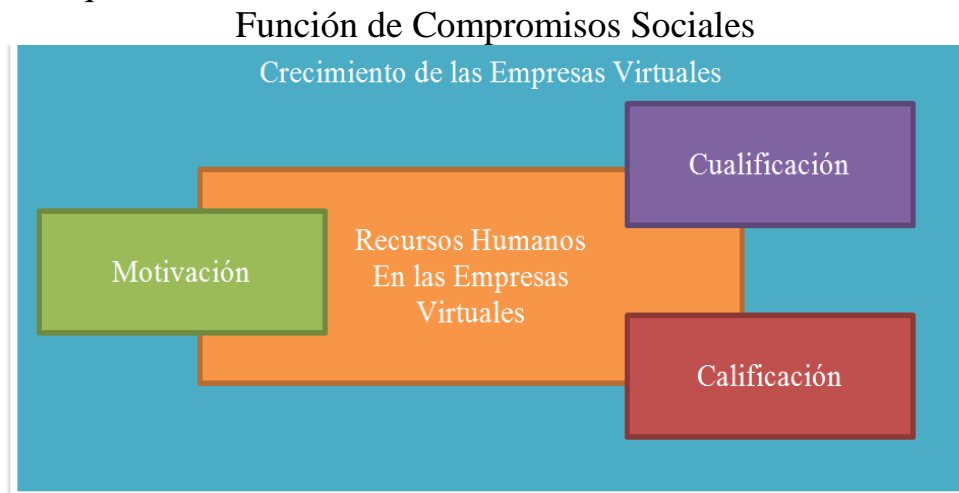 Función de Compromisos Sociales
Crecimiento de las Empresas Virtuales
Cualificación
Recursos Humanos
En las Empresas
Virtuales
Motivación
Calificación